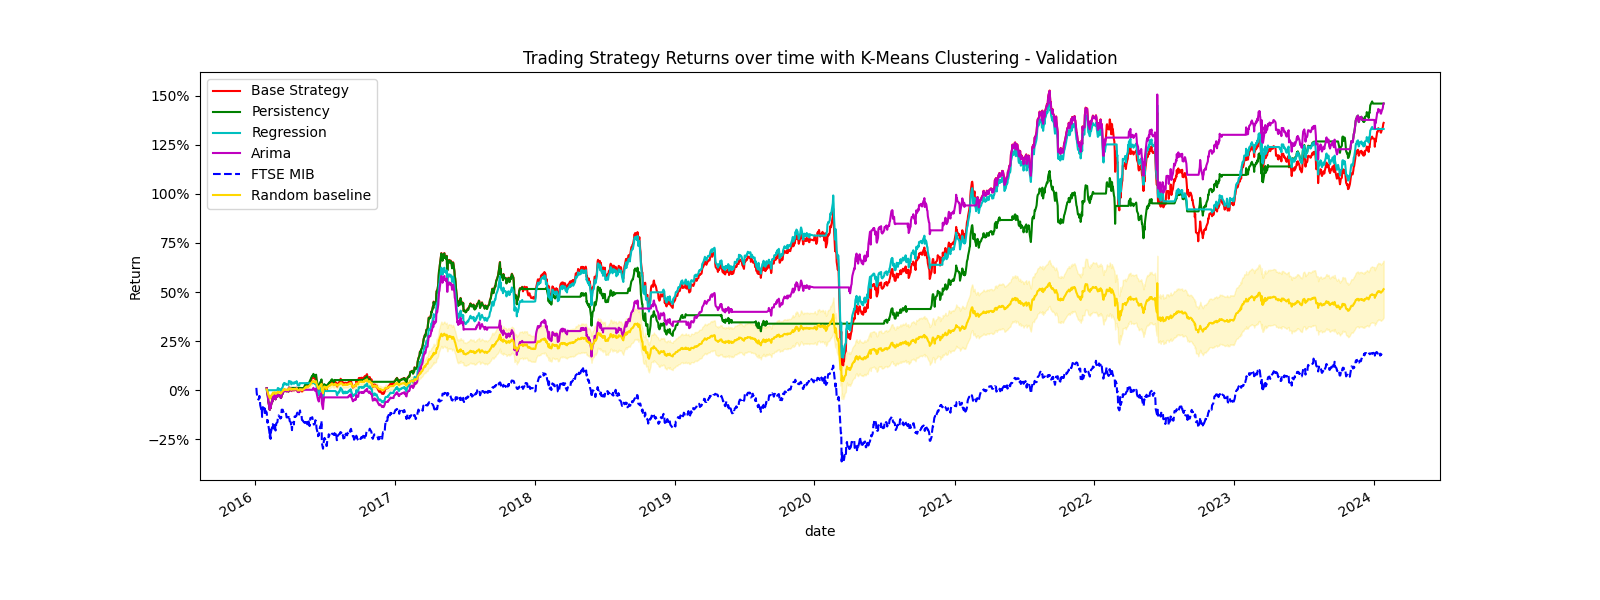 Trading Strategy Returns over time with K-Means Clustering - Validation
150%
125%
100%
75%
50%
25%
0%
−25%
Return
Base Strategy
Persistency
Regression
Arima
FTSE MIB
Random baseline
2016
2017
2018
2019
2020
2021
2022
2023
2024
date